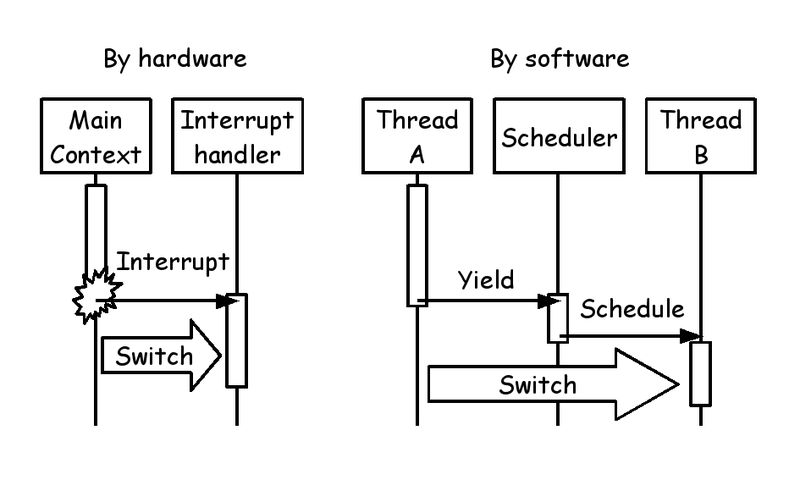 By hardware
By software
Main
Context
Interrupt
handler
Thread
A
Scheduler
Thread
B
Interrupt
Switch
Yield
Schedule
Switch